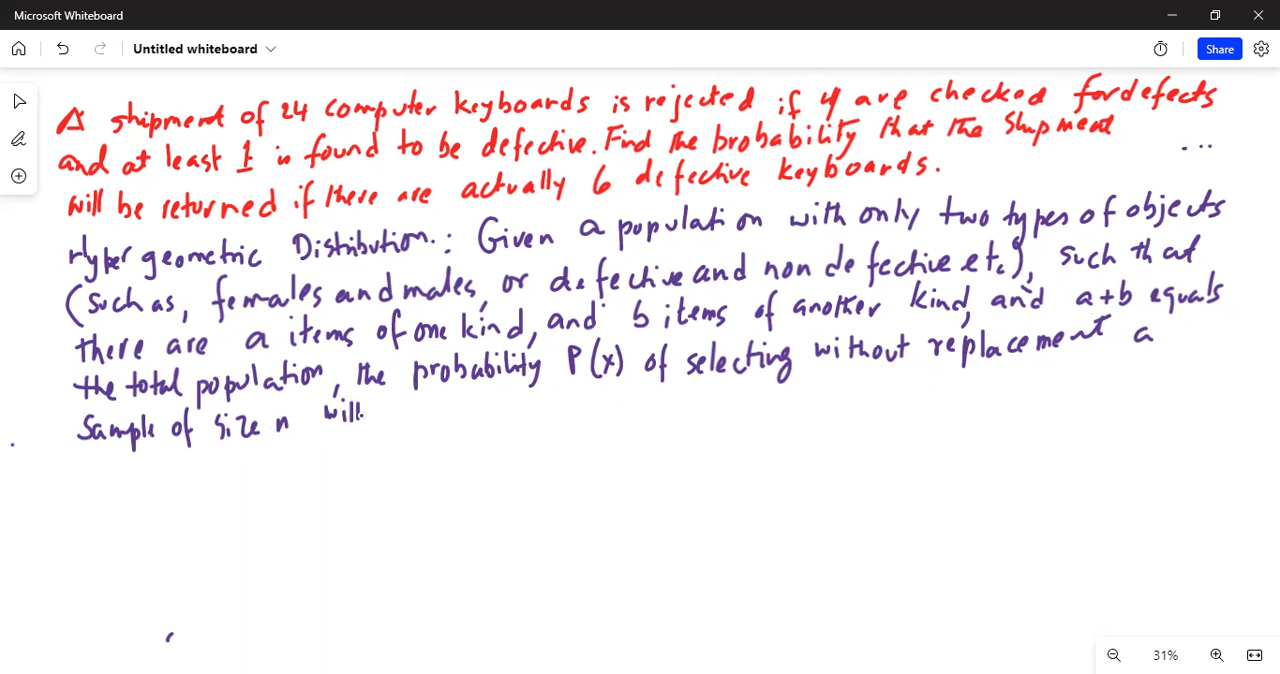 Microsoft Whiteboard
Untitled whiteboard
Share
A shipment of 24 computer keyboards is rejected if 4 are checked for defects
and at least 1 is found to be defective. Find the probability that the shipment
will be returned if there are actually 6 defective keyboards.
Hyper geometric Distribution.: Given a population with only two types of objects
(such as, females and males, or defective and non defective etc.), such that
there are a items of one kind, and b items of another kind, and a+b equals
the total population, the probability P(x) of selecting without replacement a
Sample of size n will
31%